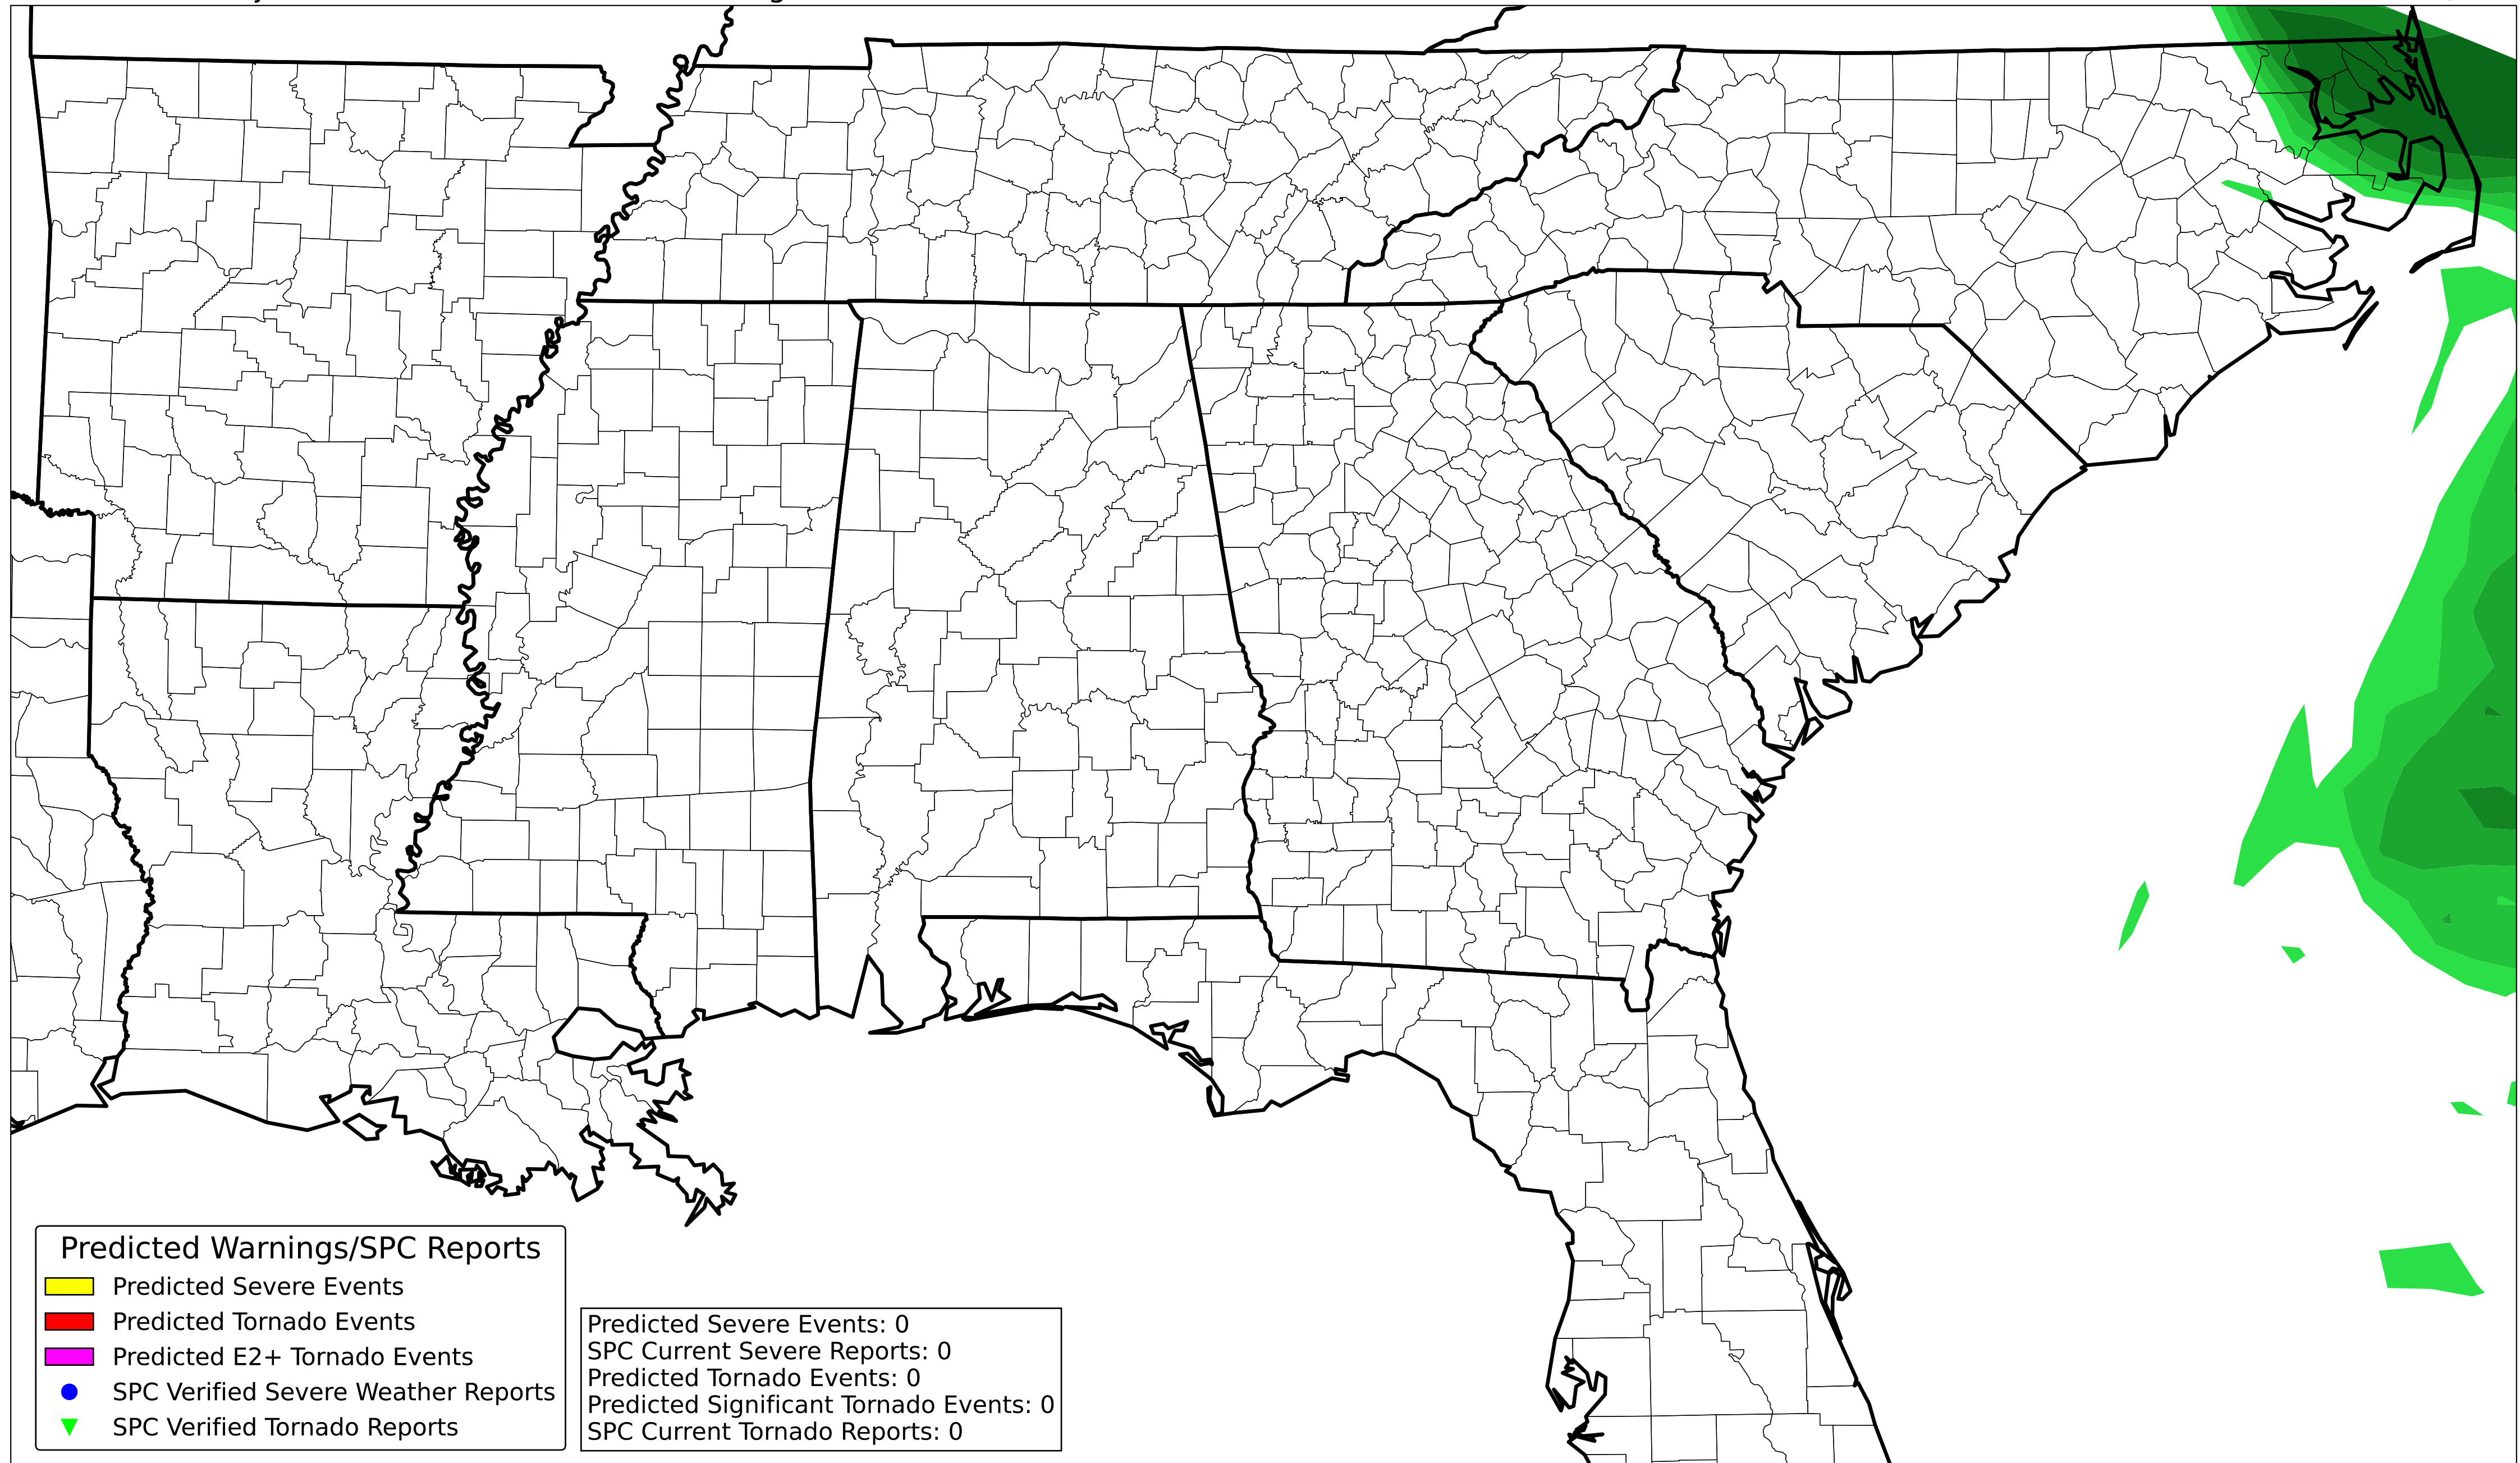 Predicted Warnings/SPC Reports
Predicted Severe Events
Predicted Tornado Events
Predicted E2+ Tornado Events
SPC Verified Severe Weather Reports
SPC Verified Tornado Reports
Predicted Severe Events: 0
SPC Current Severe Reports: 0
Predicted Tornado Events: 0
Predicted Significant Tornado Events: 0
SPC Current Tornado Reports: 0